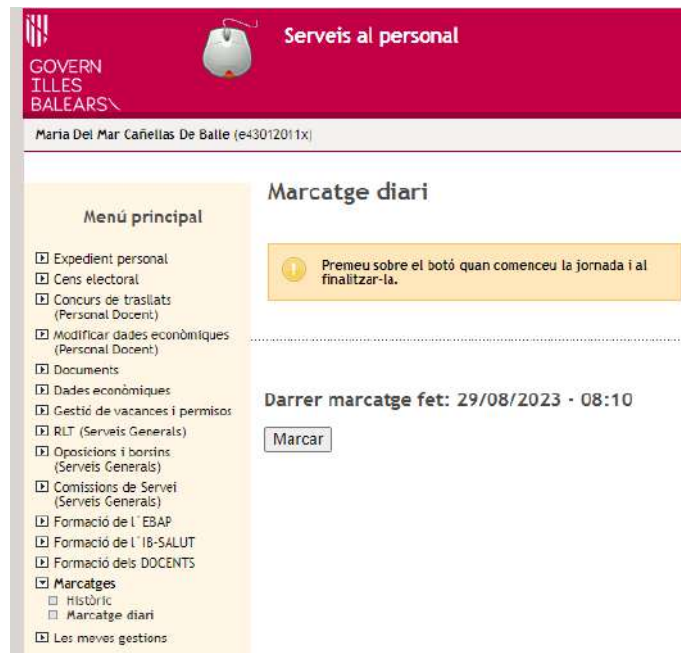 GOVERN
ILLES
BALEARS
Serveis al personal
Maria Del Mar Cañellas De Balle (e43012011x)
Menú principal
Expedient personal
Cens electoral
Concurs de trasllats
(Personal Docent)
Modificar dades econòmiques
(Personal Docent)
Documents
Dades econòmiques
Gestió de vacances i permisos
RLT (Serveis Generals)
Oposicions i borsins
(Serveis Generals)
Comissions de Servei
(Serveis Generals)
Formació de l´EBAP
Formació de l´IB-SALUT
Formació dels DOCENTS
Marcatges
Històric
Marcatge diari
Les meves gestions
Marcatge diari
Premeu sobre el botó quan comenceu la jornada i al
finalitzar-la.
Darrer marcatge fet: 29/08/2023 - 08:10
Marcar